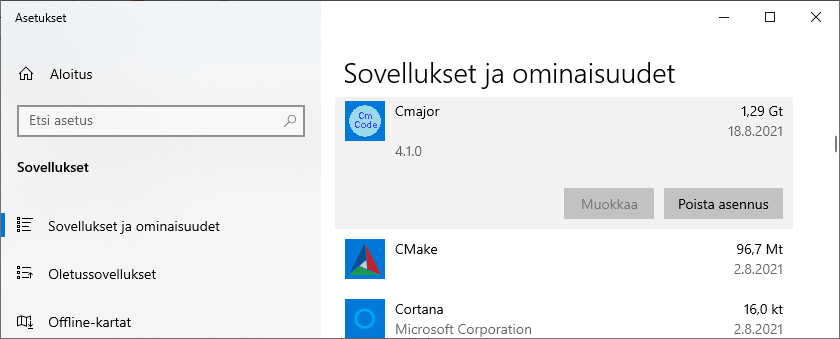 Asetukset
Aloitus
Etsi asetus
Sovellukset
Sovellukset ja ominaisuudet
Oletussovellukset
Offline-kartat
Sovellukset ja ominaisuudet
Cm
Code
Cmajor 1,29 Gt
18.8.2021
4.1.0
Muokkaa Poista asennus
CMake 96,7 Mt
2.8.2021
Cortana 16,0 kt
Microsoft Corporation 2.8.2021